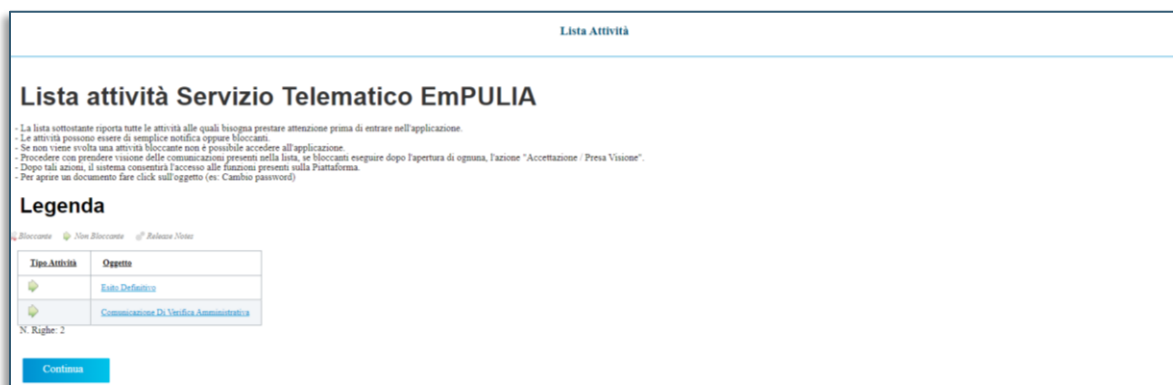 Lista Attività
Lista attività Servizio Telematico EmPULIA
- La lista sottostante riporta tutte le attività alle quali bisogna prestare attenzione prima di entrare nell'applicazione.
- Le attività possono essere di semplice notifica oppure bloccanti.
- Se non viene svolta una attività bloccante non è possibile accedere all'applicazione.
- Procedere con prendere visione delle comunicazioni presenti nella lista, se bloccanti eseguire dopo l'apertura di ognuna, l'azione "Accettazione / Presa Visione".
- Dopo tali azioni, il sistema consentirà l'accesso alle funzioni presenti sulla Piattaforma.
- Per aprire un documento fare click sull'oggetto (es: Cambio password)
Legenda
Bloccante Non Bloccante Release Notes
Tipo Attività Oggetto
Esito Definitivo
Comunicazione Di Verifica Amministrativa
N. Righe: 2
Continua